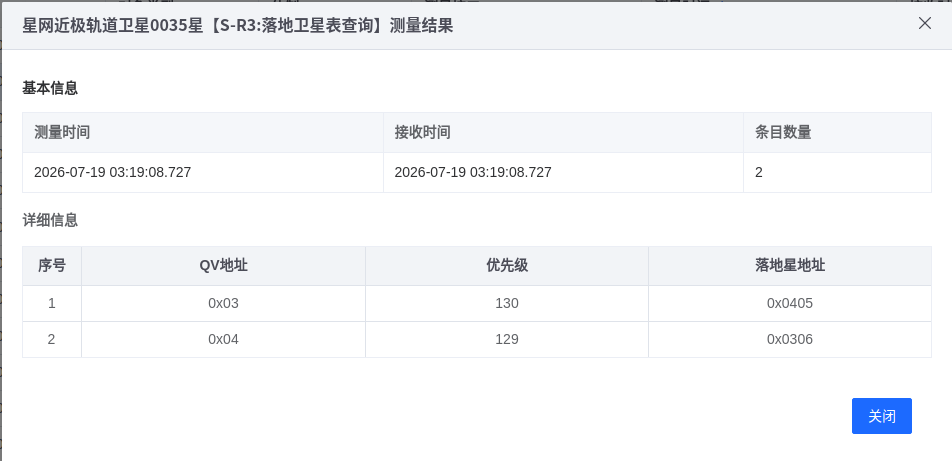 星网近极轨道卫星0035星【S-R3:落地卫星表查询】测量结果
基本信息
测量时间 接收时间 条目数量
2026-07-19 03:19:08.727 2026-07-19 03:19:08.727 2
详细信息
序号 QV地址 优先级 落地星地址
1 0x03 130 0x0405
2 0x04 129 0x0306
关闭